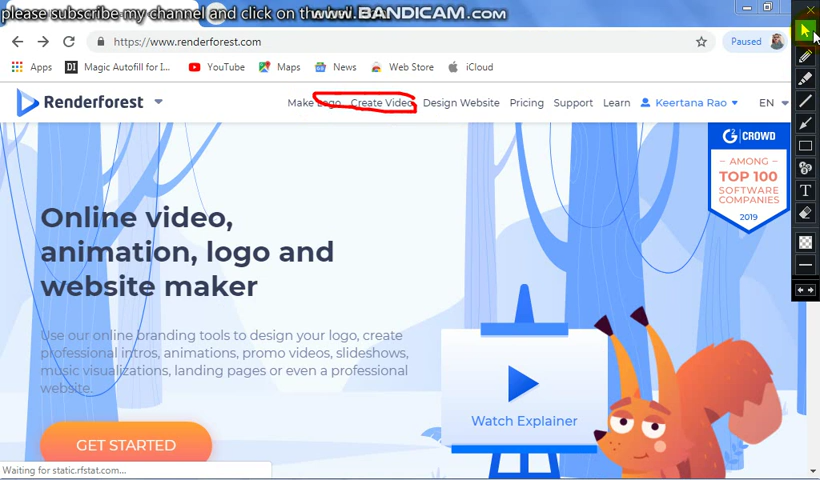 please subscribe my channel and click on the
www.BANDICAM.com
https://www.renderforest.com
Paused
Apps
Magic Autofill for I...
YouTube
Maps
News
Web Store
iCloud
Renderforest
Make Logo
Create Video
Design Website
Pricing
Support
Learn
Keertana Rao
EN
CROWD
AMONG
TOP 100
SOFTWARE
COMPANIES
2019
Online video,
animation, logo and
website maker
Use our online branding tools to design your logo, create
professional intros, animations, promo videos, slideshows,
music visualizations, landing pages or even a professional
website.
Watch Explainer
GET STARTED
Waiting for static.rfstat.com...